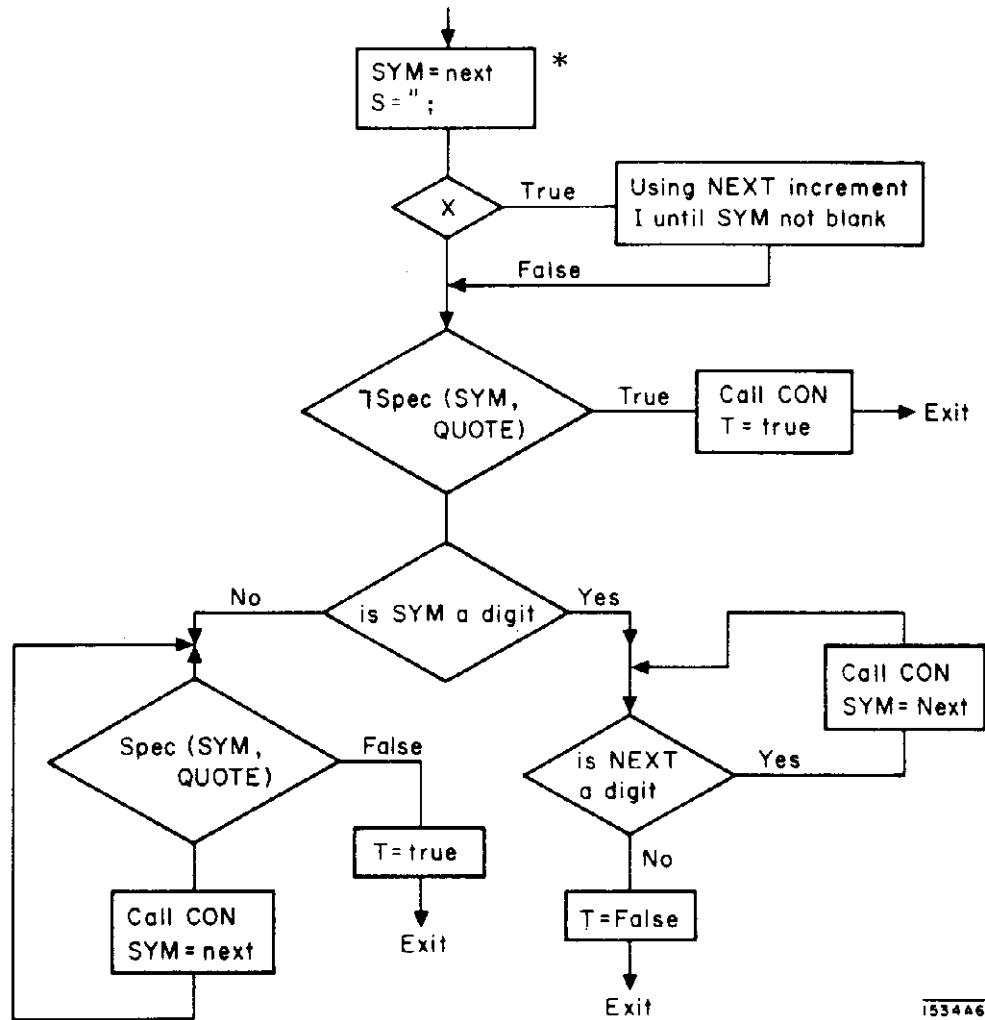 SYM = next *
S = " ;
X
True
Using NEXT increment
I until SYM not blank
False
ㄱSpec (SYM,
QUOTE)
True
Call CON
T = true
Exit
is SYM a digit
No
Yes
Spec (SYM,
QUOTE)
False
T = true
Exit
Call CON
SYM = next
is NEXT
a digit
Yes
Call CON
SYM = Next
No
T = False
Exit
1534A6